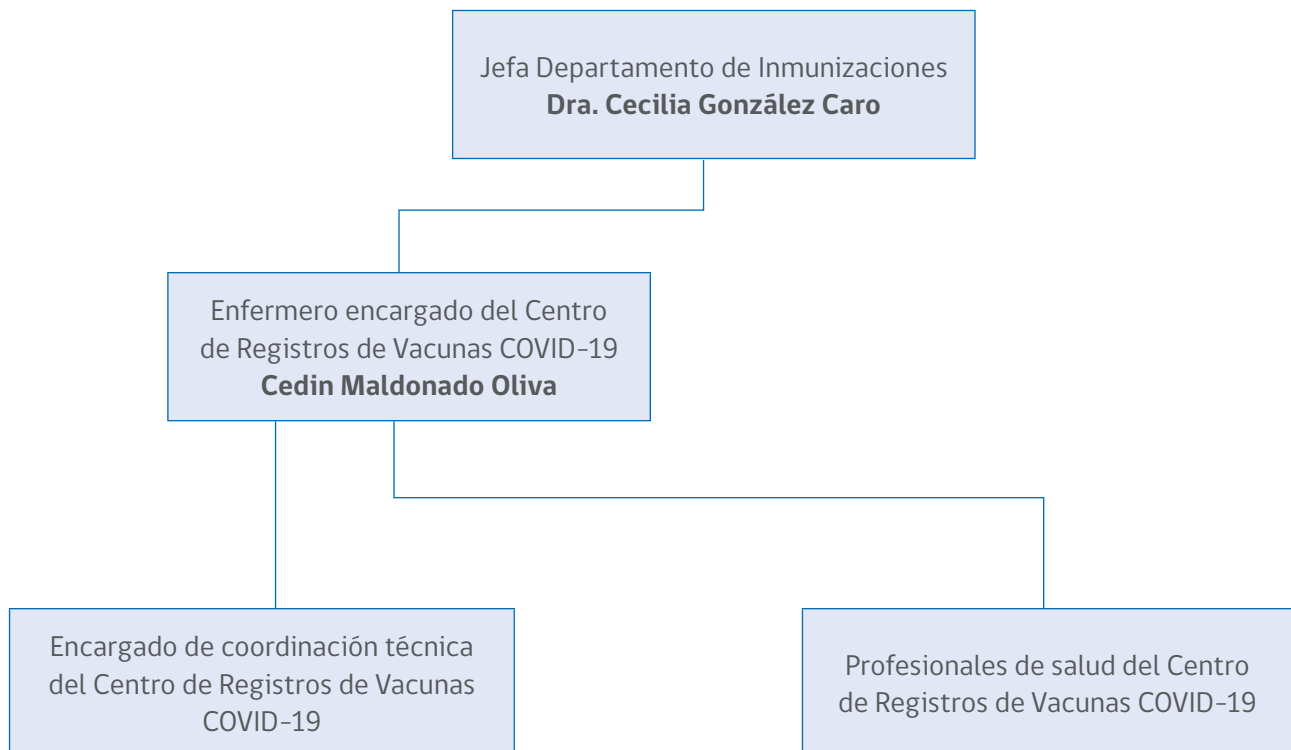 Jefa Departamento de Inmunizaciones
Dra. Cecilia González Caro
Enfermero encargado del Centro
de Registros de Vacunas COVID-19
Cedin Maldonado Oliva
Encargado de coordinación técnica
del Centro de Registros de Vacunas
COVID-19
Profesionales de salud del Centro
de Registros de Vacunas COVID-19